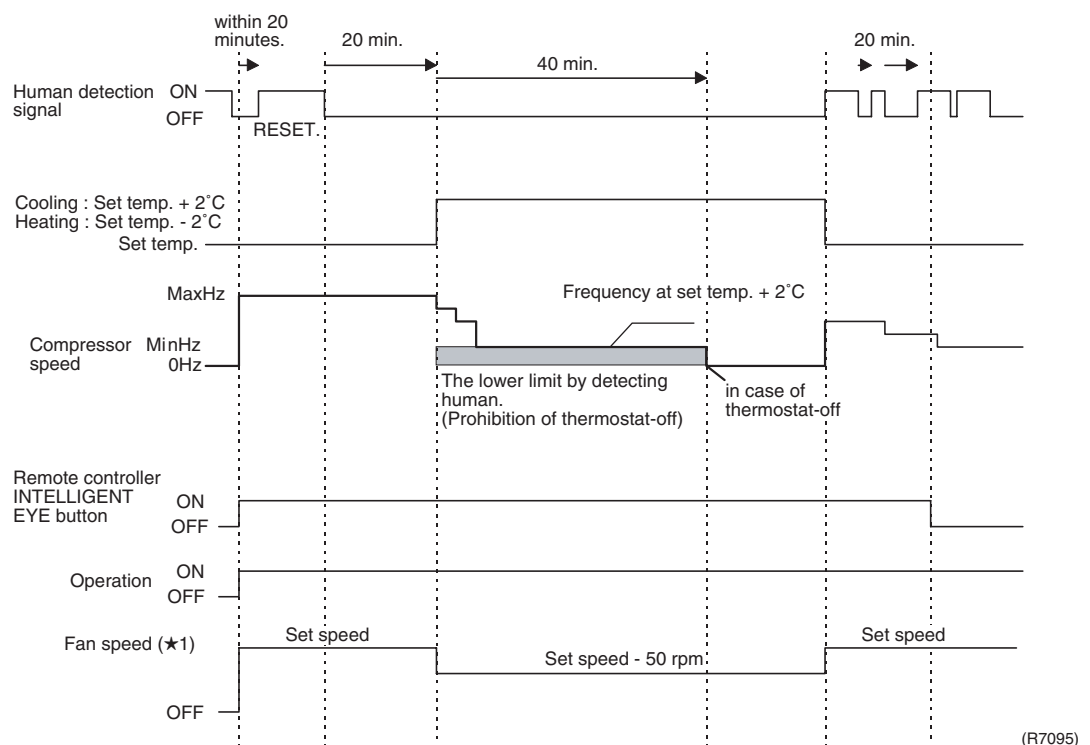 within 20
minutes.
20 min.
40 min.
20 min.
Human detection
signal
ON
OFF
RESET.
Cooling : Set temp. + 2˚C
Heating : Set temp. - 2˚C
Set temp.
MaxHz
Frequency at set temp. + 2˚C
Compressor
speed
MinHz
0Hz
The lower limit by detecting
human.
(Prohibition of thermostat-off)
in case of
thermostat-off
Remote controller
INTELLIGENT
EYE button
ON
OFF
Operation
ON
OFF
Fan speed (★1)
Set speed
Set speed - 50 rpm
Set speed
OFF
(R7095)